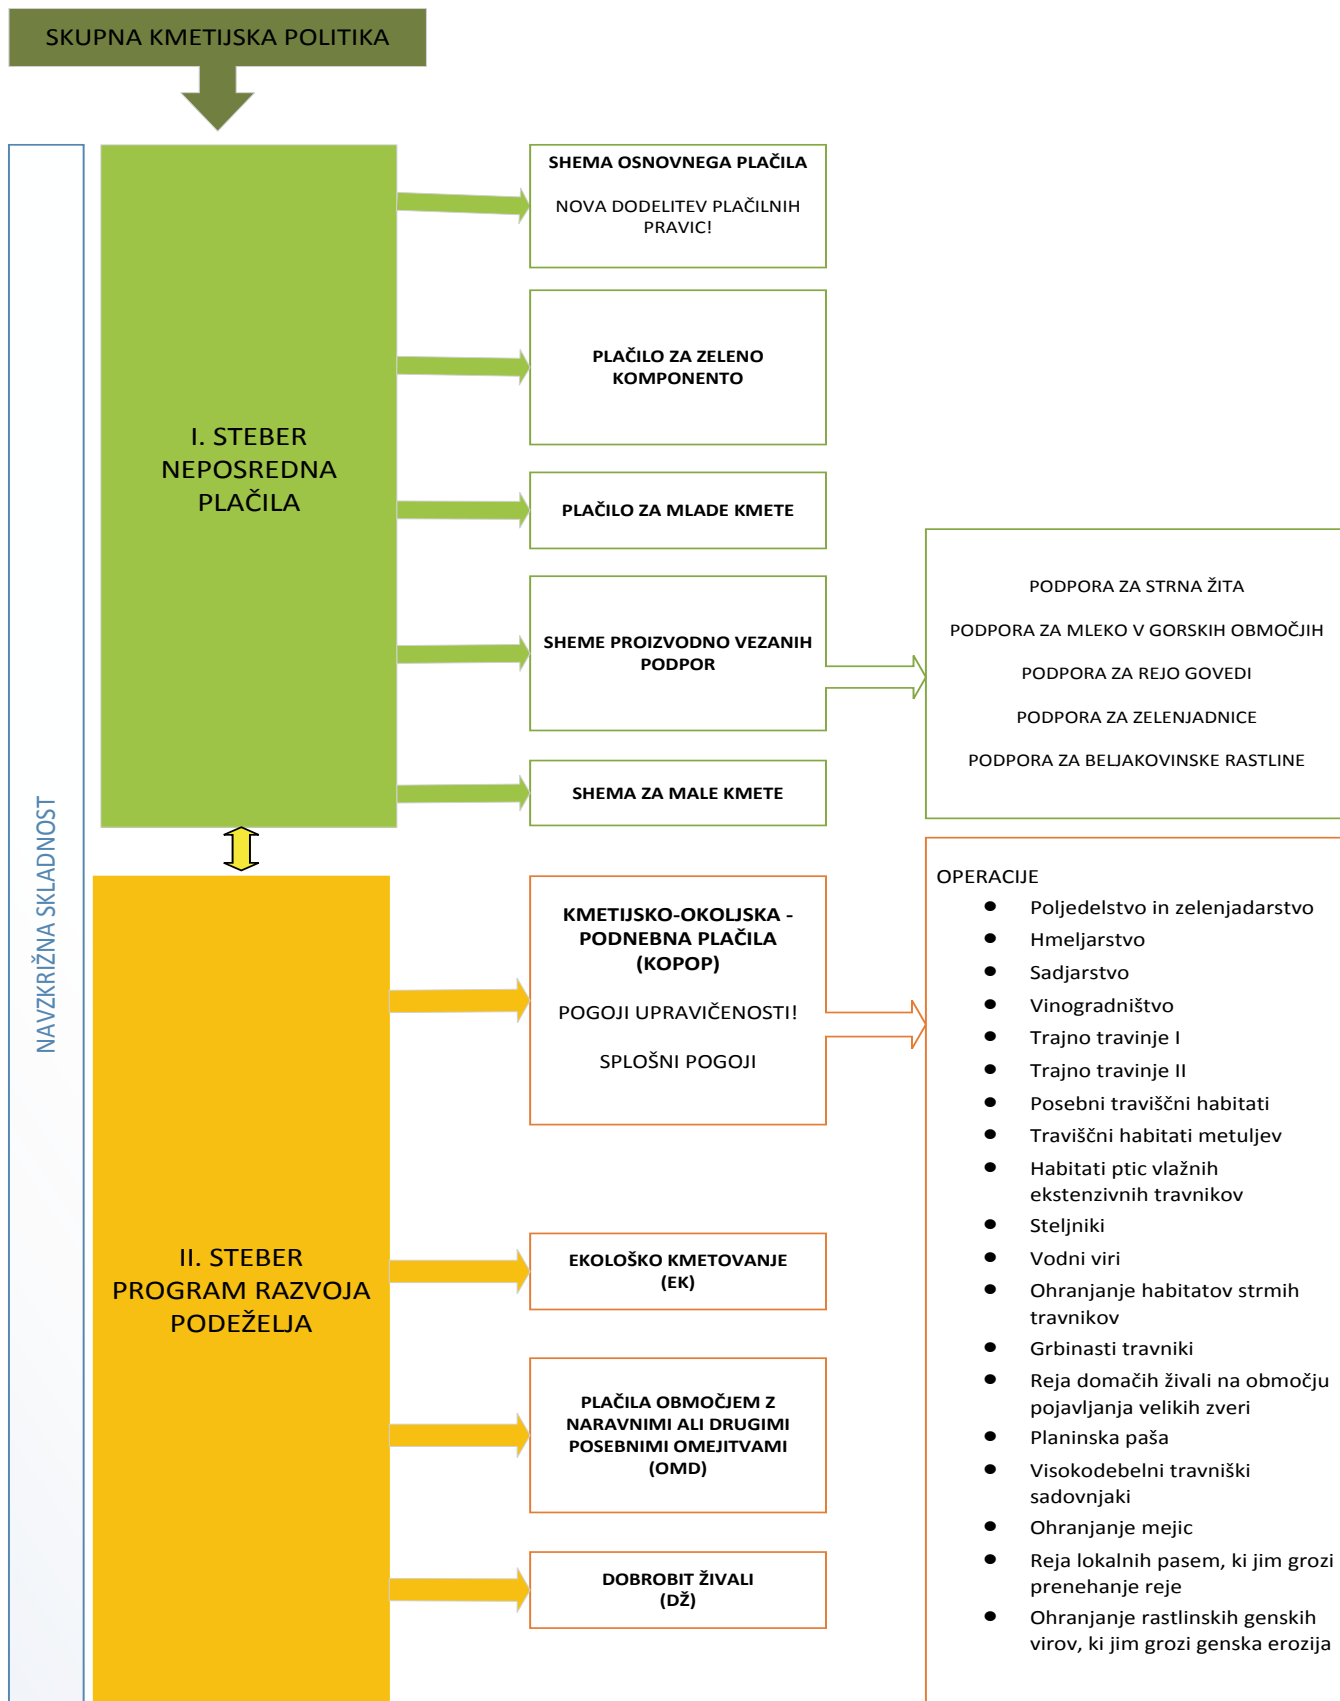 SKUPNA KMETIJSKA POLITIKA
NAVZKRIŽNA SKLADNOST
I. STEBER
NEPOSREDNA
PLAČILA
SHEMA OSNOVNEGA PLAČILA
NOVA DODELITEV PLAČILNIH
PRAVIC!
PLAČILO ZA ZELENO
KOMPONENTO
PLAČILO ZA MLADE KMETE
SHEME PROIZVODNO VEZANIH
PODPOR
SHEMA ZA MALE KMETE
PODPORA ZA STRNA ŽITA
PODPORA ZA MLEKO V GORSKIH OBMOČJIH
PODPORA ZA REJO GOVEDI
PODPORA ZA ZELENJADNICE
PODPORA ZA BELJAKOVINSKE RASTLINE
II. STEBER
PROGRAM RAZVOJA
PODEŽELJA
KMETIJSKO-OKOLJSKA -
PODNEBNA PLAČILA
(KOPOP)
POGOJI UPRAVIČENOSTI!
SPLOŠNI POGOJI
EKOLOŠKO KMETOVANJE
(EK)
PLAČILA OBMOČJEM Z
NARAVNIMI ALI DRUGIMI
POSEBNIMI OMEJITVAMI
(OMD)
DOBROBIT ŽIVALI
(DŽ)
OPERACIJE
● Poljedelstvo in zelenjadarstvo
● Hmeljarstvo
● Sadjarstvo
● Vinogradništvo
● Trajno travinje I
● Trajno travinje II
● Posebni traviščni habitati
● Traviščni habitati metuljev
● Habitati ptic vlažnih
ekstenzivnih travnikov
● Steljniki
● Vodni viri
● Ohranjanje habitatov strmih
travnikov
● Grbinasti travniki
● Reja domačih živali na območju
pojavljanja velikih zveri
● Planinska paša
● Visokodebelni travniški
sadovnjaki
● Ohranjanje mejic
● Reja lokalnih pasem, ki jim grozi
prenehanje reje
● Ohranjanje rastlinskih genskih
virov, ki jim grozi genska erozija